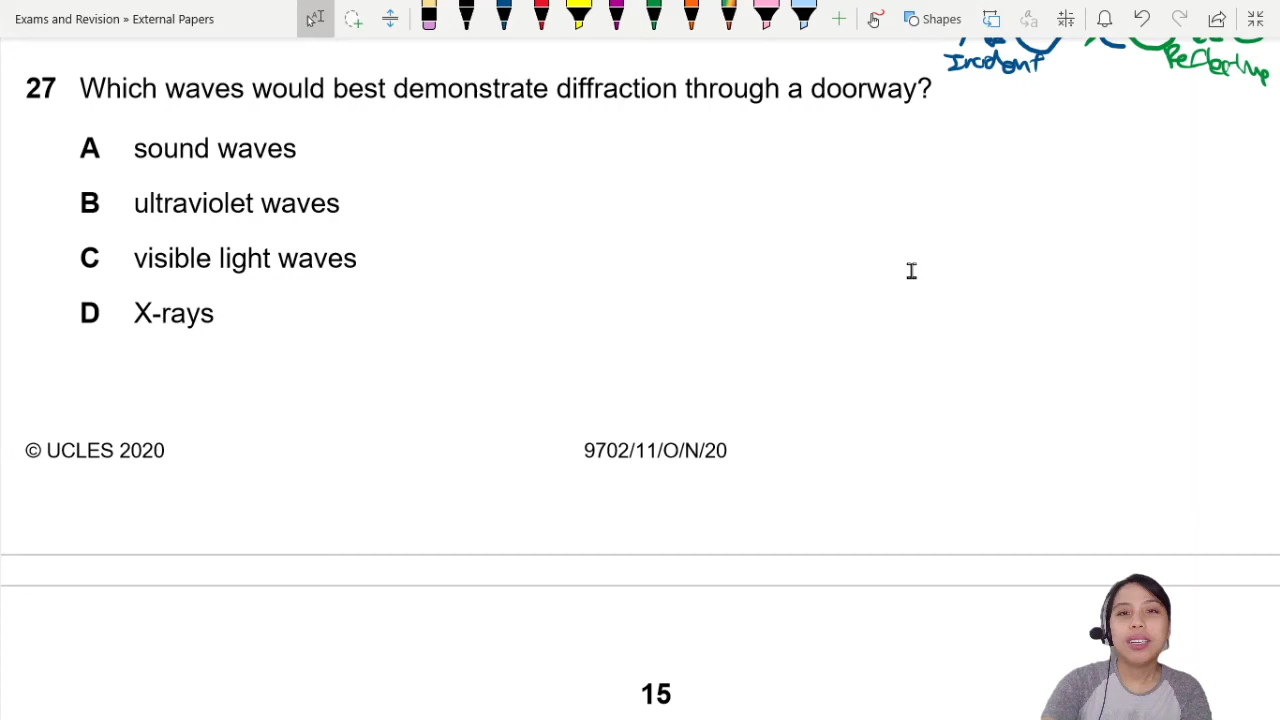 Exams and Revision » External Papers
Shapes
Incident
27 Which waves would best demonstrate diffraction through a doorway?
A sound waves
B ultraviolet waves
C visible light waves
D X-rays
© UCLES 2020
9702/11/O/N/20
15